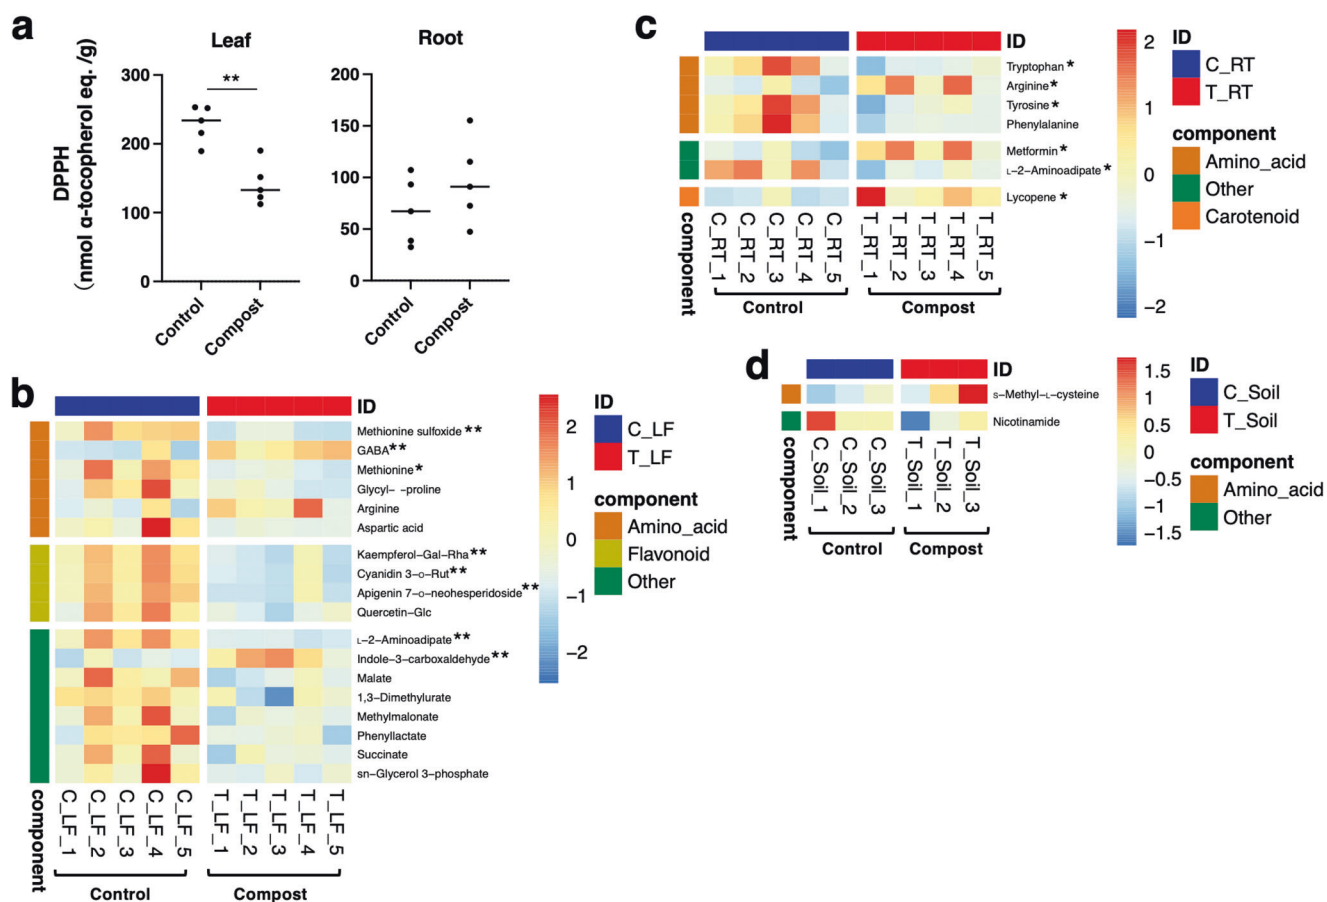 a
Leaf
Root
DPPH
(nmol α-tocopherol eq. /g)
300
200
100
0
**
Control
Compost
200
150
100
50
0
Control
Compost
b
ID
Methionine sulfoxide**
GABA**
Methionine*
Glycyl- -proline
Arginine
Aspartic acid
Kaempferol-Gal-Rha**
Cyanidin 3-O-Rut**
Apigenin 7-O-neohesperidoside**
Quercetin-Glc
L-2-Aminoadipate**
Indole-3-carboxaldehyde**
Malate
1,3-Dimethylurate
Methylmalonate
Phenyllactate
Succinate
sn-Glycerol 3-phosphate
component
C_LF_1
C_LF_2
C_LF_3
C_LF_4
C_LF_5
T_LF_1
T_LF_2
T_LF_3
T_LF_4
T_LF_5
Control
Compost
2
1
0
-1
-2
ID
C_LF
T_LF
component
Amino_acid
Flavonoid
Other
c
ID
Tryptophan*
Arginine*
Tyrosine*
Phenylalanine
Metformin*
L-2-Aminoadipate*
Lycopene*
component
C_RT_1
C_RT_2
C_RT_3
C_RT_4
C_RT_5
T_RT_1
T_RT_2
T_RT_3
T_RT_4
T_RT_5
Control
Compost
2
1
0
-1
-2
ID
C_RT
T_RT
component
Amino_acid
Other
Carotenoid
d
ID
S-Methyl-L-cysteine
Nicotinamide
component
C_Soil_1
C_Soil_2
C_Soil_3
T_Soil_1
T_Soil_2
T_Soil_3
Control
Compost
1.5
1
0.5
0
-0.5
-1
-1.5
ID
C_Soil
T_Soil
component
Amino_acid
Other